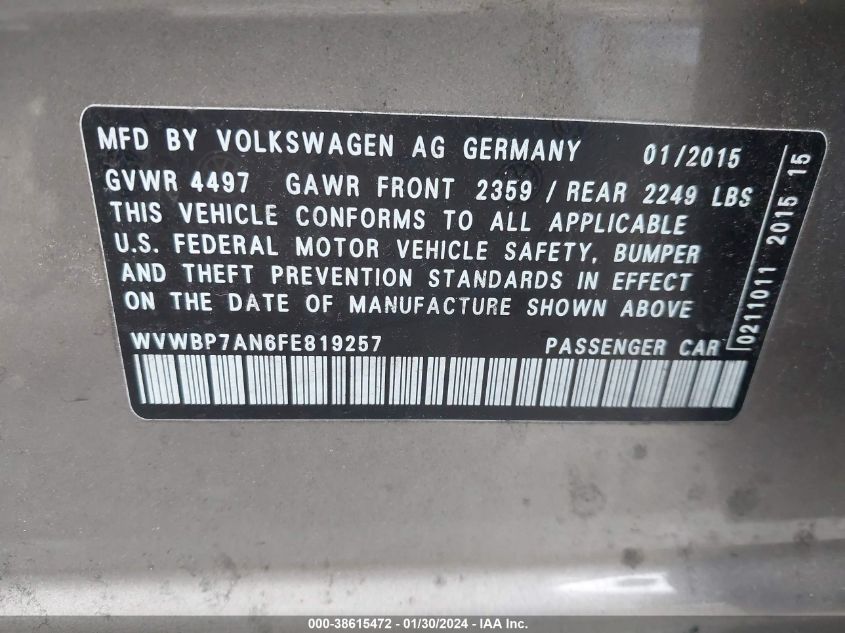 MFD BY VOLKSWAGEN AG GERMANY 01/2015
GVWR 4497 GAWR FRONT 2359 / REAR 2249 LBS
THIS VEHICLE CONFORMS TO ALL APPLICABLE
U.S. FEDERAL MOTOR VEHICLE SAFETY, BUMPER
AND THEFT PREVENTION STANDARDS IN EFFECT
ON THE DATE OF MANUFACTURE SHOWN ABOVE
WVWBP7AN6FE819257 PASSENGER CAR
0211011 2015 15
000-38615472 — 01/30/2024 — IAA Inc.